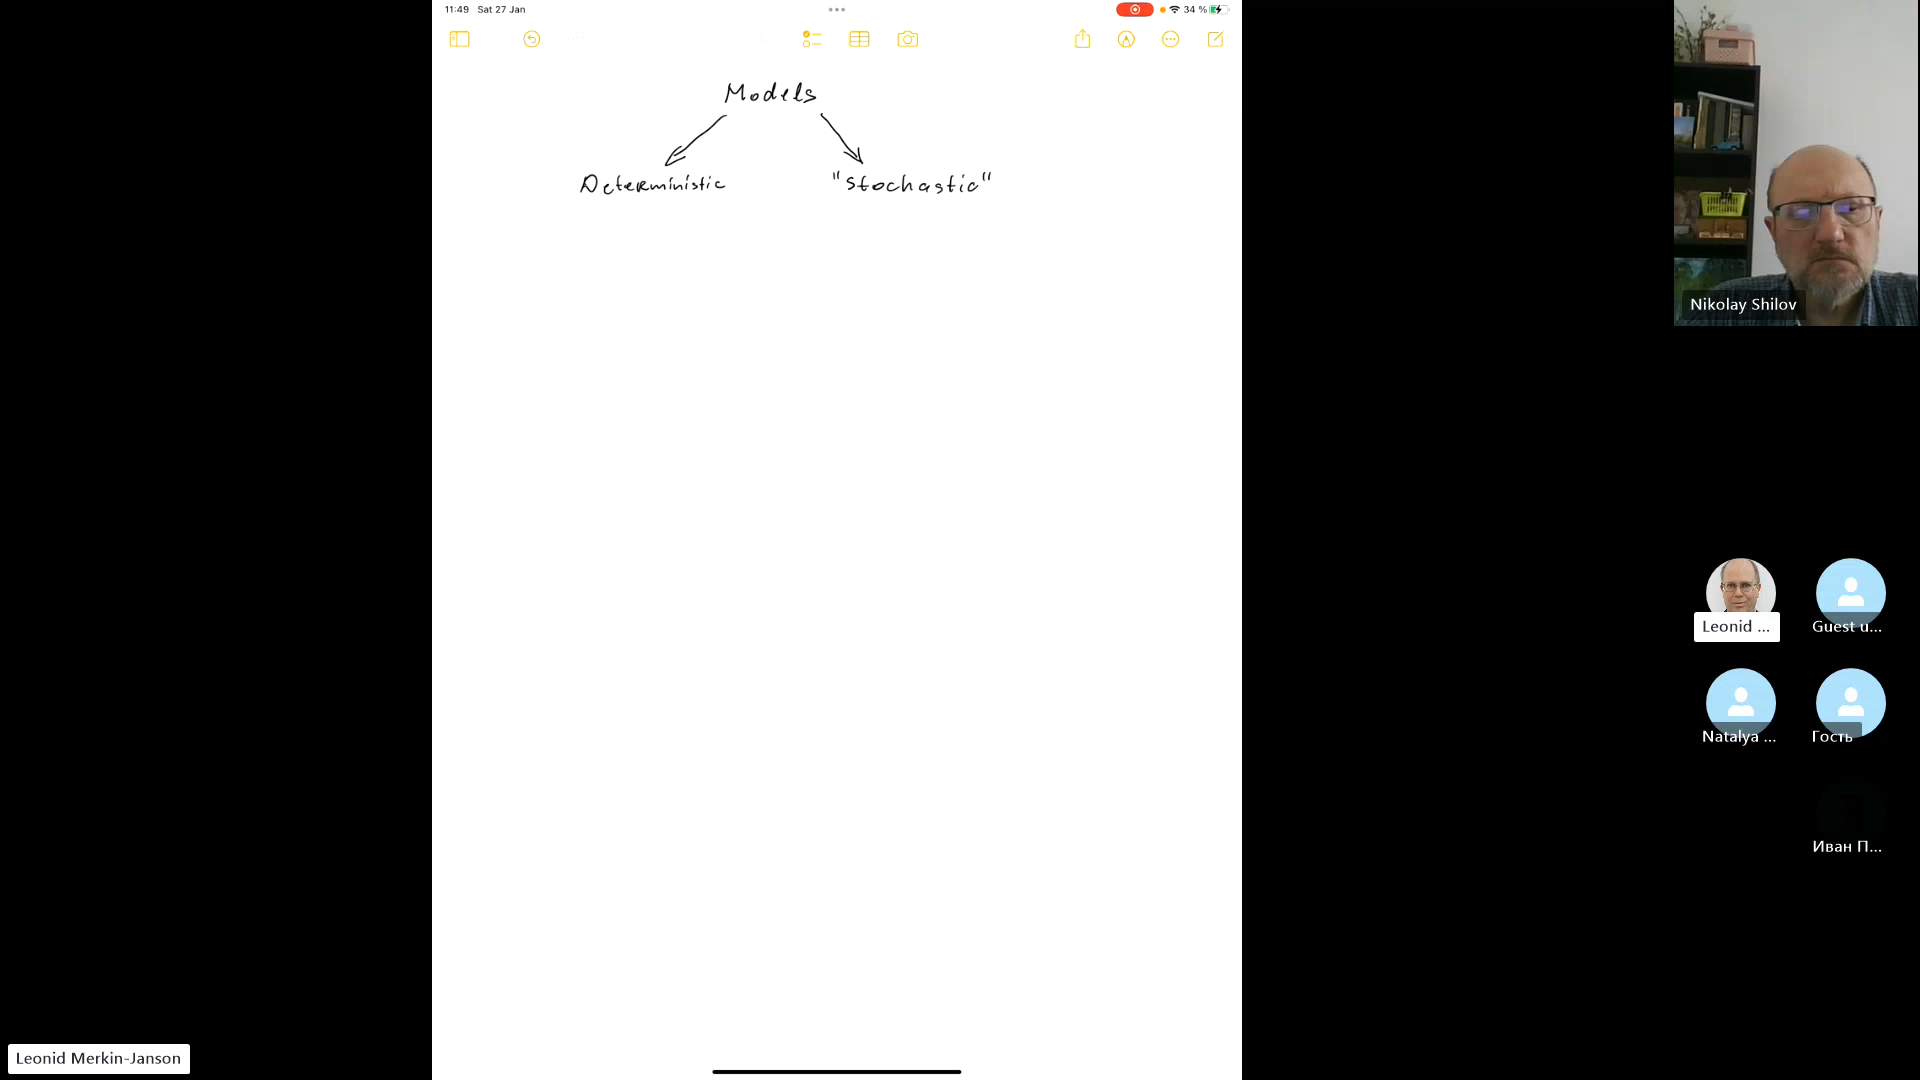 11:49 Sat 27 Jan
34 %
Models
Deterministic "Stochastic"
Nikolay Shilov
Leonid ... Guest u...
Natalya ... Гость
Иван П...
Leonid Merkin-Janson